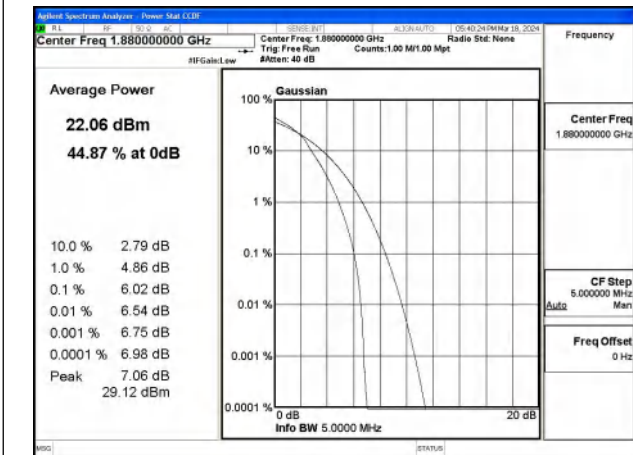 Agilent Spectrum Analyzer - Power Stat CCDF
RL RF 50 Ω AC SENSE:INT ALIGN AUTO 05:40:24 PM Mar 18, 2024
Center Freq 1.880000000 GHz
Center Freq: 1.880000000 GHz Radio Std: None
Trig: Free Run Counts:1.00 M/1.00 Mpt
#IFGain:Low #Atten: 40 dB
Frequency
Average Power
22.06 dBm
44.87 % at 0dB
10.0 % 2.79 dB
1.0 % 4.86 dB
0.1 % 6.02 dB
0.01 % 6.54 dB
0.001 % 6.75 dB
0.0001 % 6.98 dB
Peak 7.06 dB
29.12 dBm
Gaussian
100 %
10 %
1 %
0.1 %
0.01 %
0.001 %
0.0001 %
0 dB 20 dB
Info BW 5.0000 MHz
Center Freq
1.880000000 GHz
CF Step
5.000000 MHz
Auto Man
Freq Offset
0 Hz
MSG STATUS